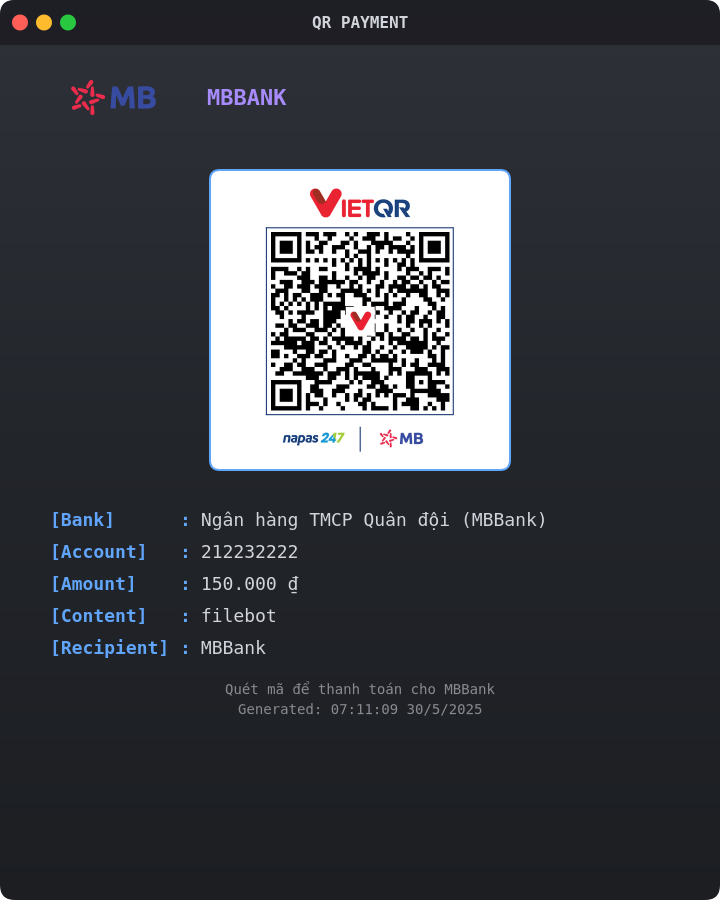 QR PAYMENT
MB MBBANK
VIETQR
napas 247 | MB
[Bank] : Ngân hàng TMCP Quân đội (MBBank)
[Account] : 212232222
[Amount] : 150.000 ₫
[Content] : filebot
[Recipient] : MBBank
Quét mã để thanh toán cho MBBank
Generated: 07:11:09 30/5/2025